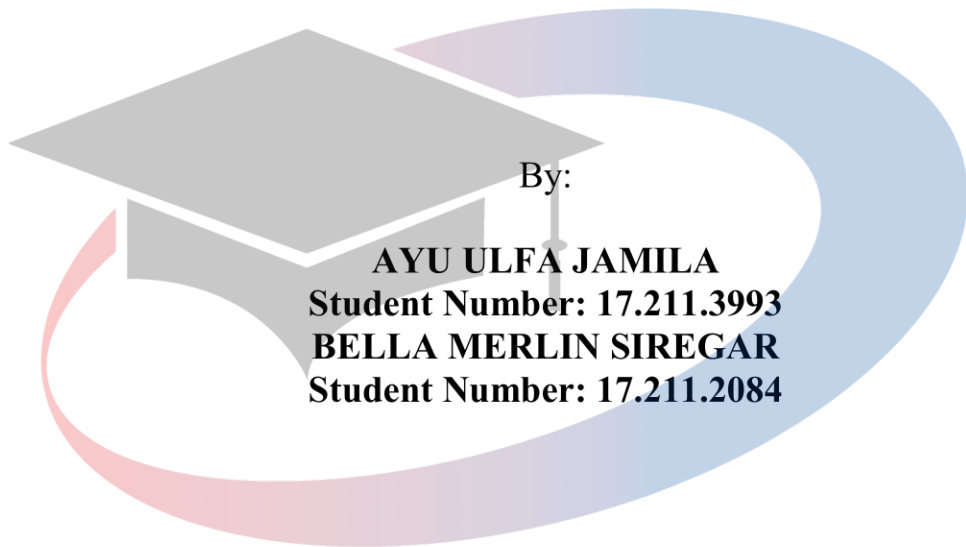 By:
AYU ULFA JAMILA
Student Number: 17.211.3993
BELLA MERLIN SIREGAR
Student Number: 17.211.2084